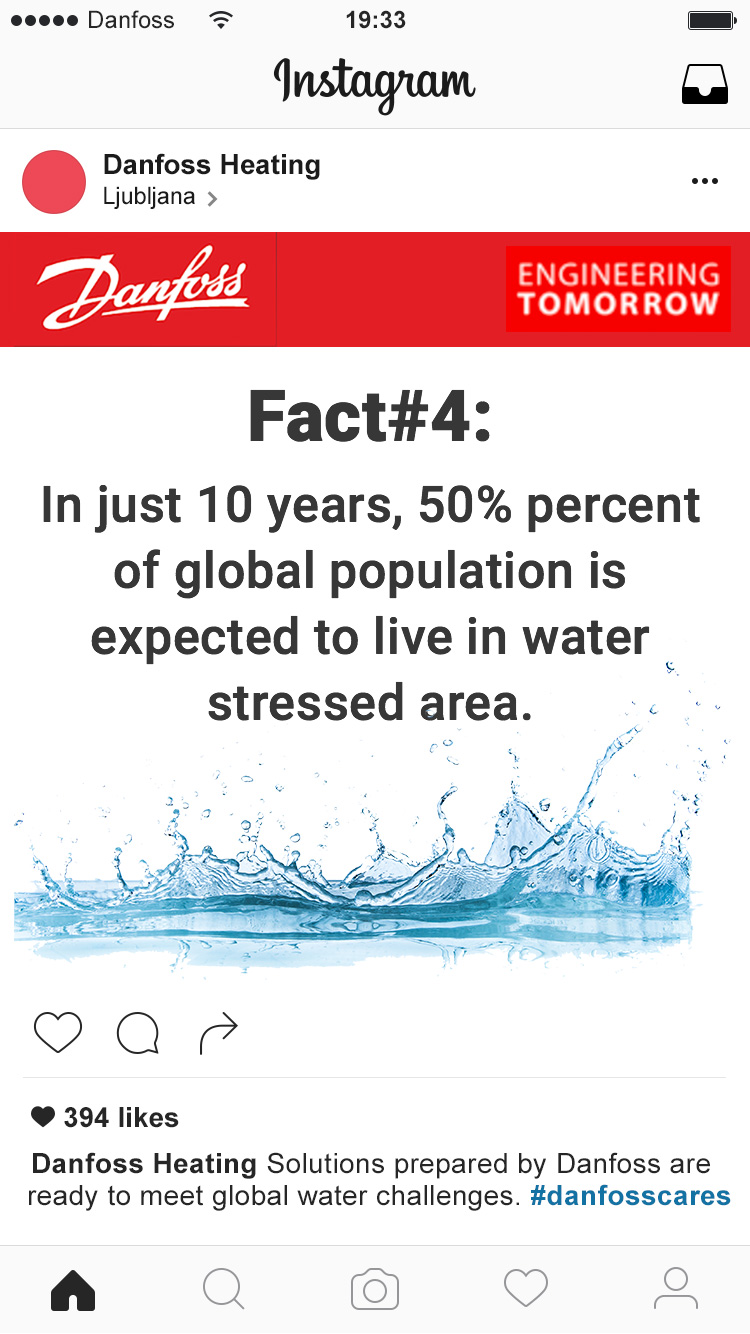 Danfoss 19:33
Instagram
Danfoss Heating
Ljubljana
Danfoss
ENGINEERING
TOMORROW
Fact#4:
In just 10 years, 50% percent
of global population is
expected to live in water
stressed area.
394 likes
Danfoss Heating Solutions prepared by Danfoss are
ready to meet global water challenges. #danfosscares